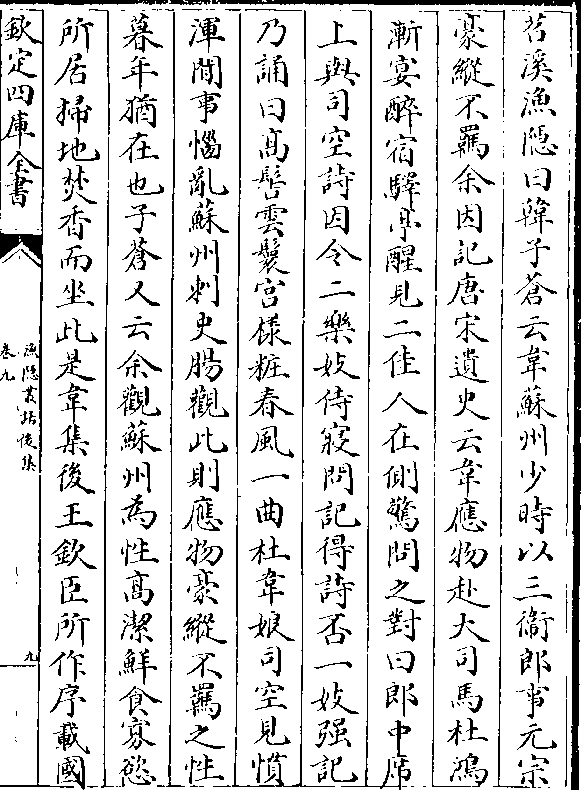 苕溪漁隠曰韓子蒼云韋蘇州少時以三衞郎事元宗
豪縱不羈余因記唐宋遺史云韋應物赴大司馬杜鴻
漸宴醉宿驛亭醒見二佳人在側驚問之對曰郎中席
上與司空詩因令二樂妓侍寢問記得詩否一妓强記
乃誦曰髙髻雲鬟宫樣粧春風一曲杜韋娘司空見慣
渾閒事惱亂蘇州刺史腸觀此則應物豪縱不羈之性
暮年猶在也子蒼又云余觀蘇州為性髙潔鮮食寡慾
所居掃地焚香而坐此是韋集後王欽臣所作序載國
欽定四庫全書
漁隠叢話後集
卷九
九